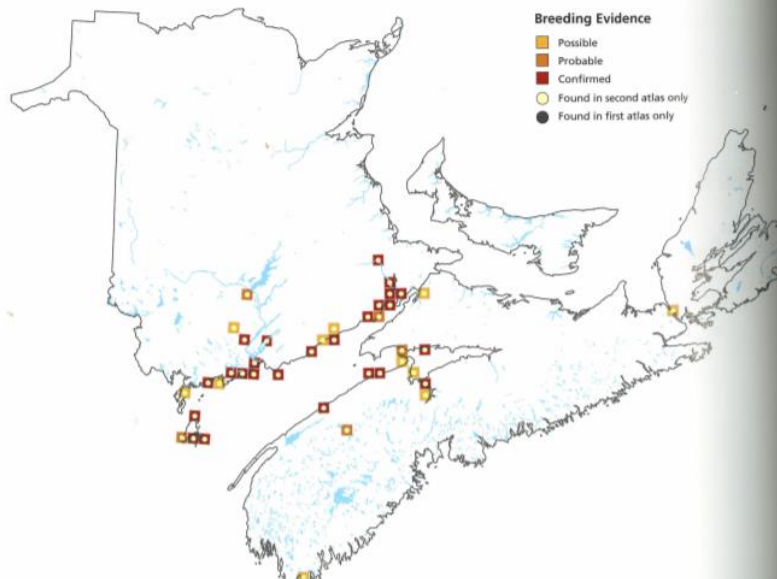 Breeding Evidence
Possible
Probable
Confirmed
Found in second atlas only
Found in first atlas only